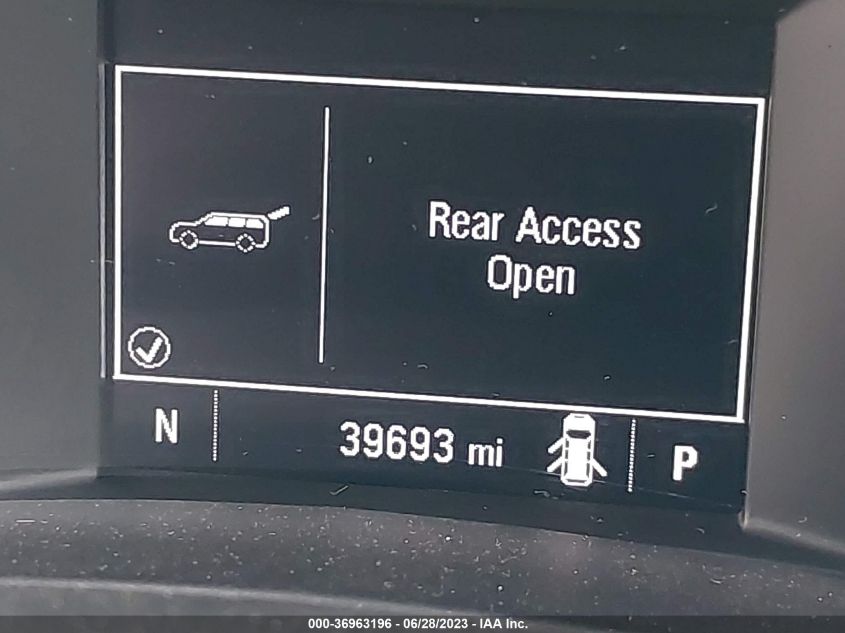 Rear Access
Open
N
39693 mi
P
000-36963196 - 06/28/2023 - IAA Inc.